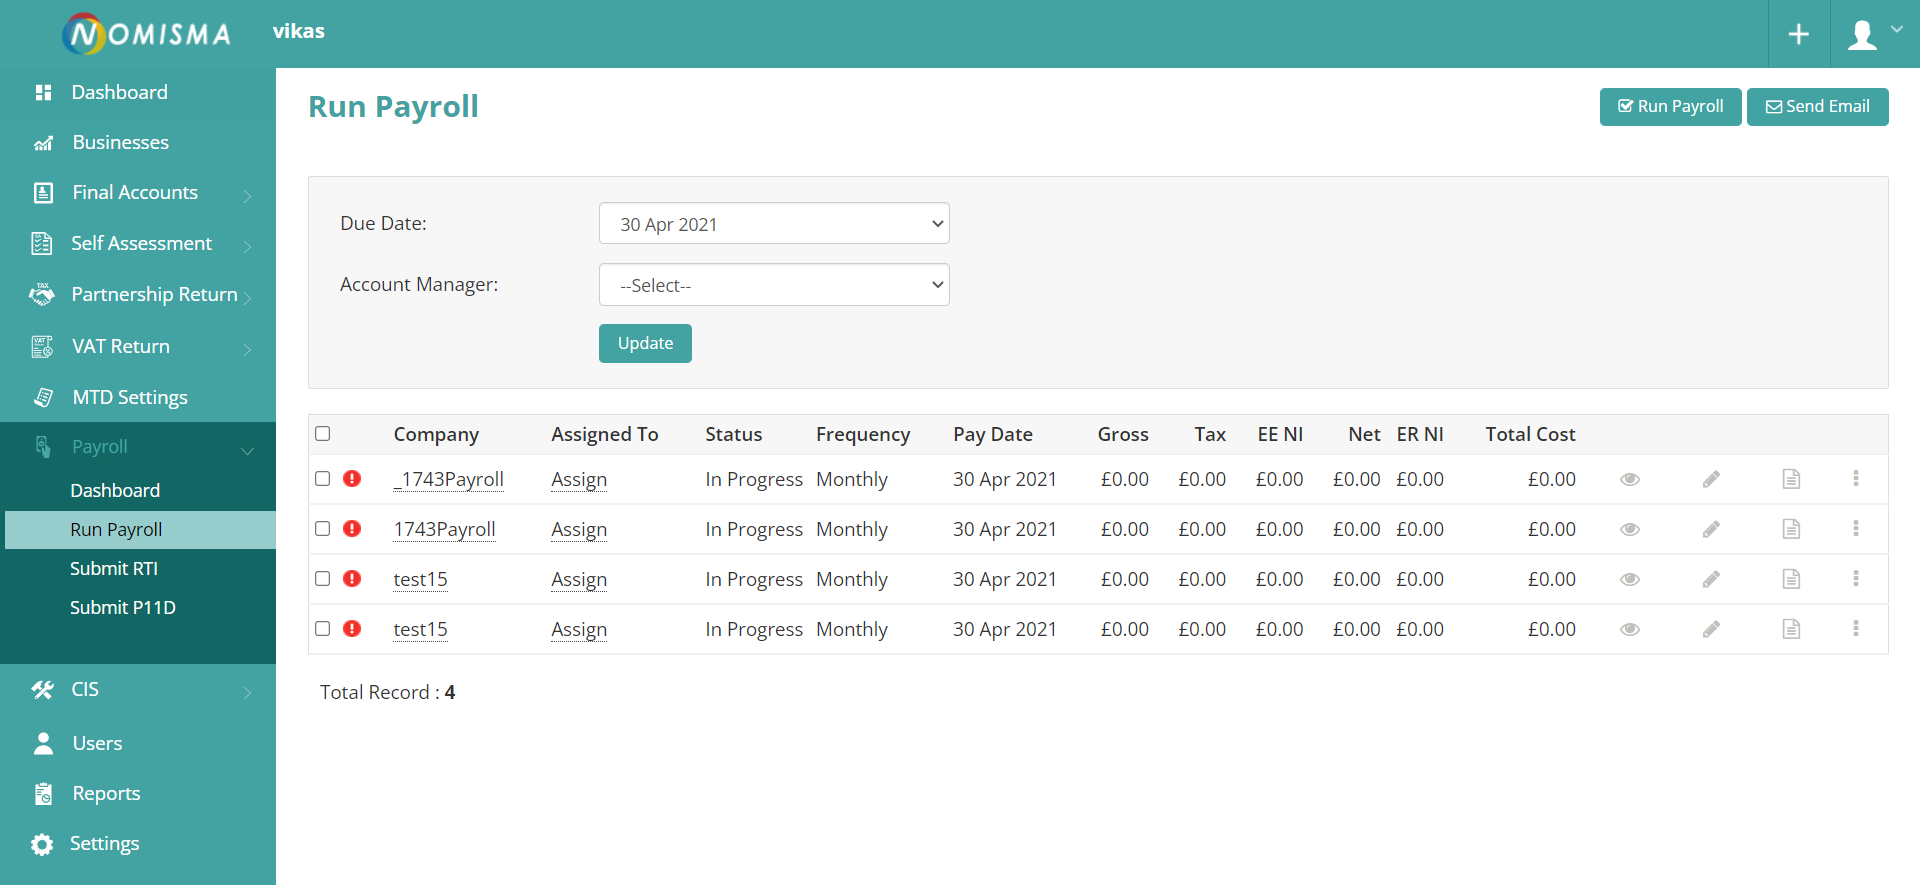 NOMISMA
vikas
Dashboard
Businesses
Final Accounts
Self Assessment
TAX
Partnership Return
VAT
VAT Return
MTD Settings
Payroll
Dashboard
Run Payroll
Submit RTI
Submit P11D
CIS
Users
Reports
Settings
Run Payroll
Run Payroll
Send Email
Due Date:
30 Apr 2021
Account Manager:
--Select--
Update
Company Assigned To Status Frequency Pay Date Gross Tax EE NI Net ER NI Total Cost
_1743Payroll Assign In Progress Monthly 30 Apr 2021 £0.00 £0.00 £0.00 £0.00 £0.00 £0.00
1743Payroll Assign In Progress Monthly 30 Apr 2021 £0.00 £0.00 £0.00 £0.00 £0.00 £0.00
test15 Assign In Progress Monthly 30 Apr 2021 £0.00 £0.00 £0.00 £0.00 £0.00 £0.00
test15 Assign In Progress Monthly 30 Apr 2021 £0.00 £0.00 £0.00 £0.00 £0.00 £0.00
Total Record : 4